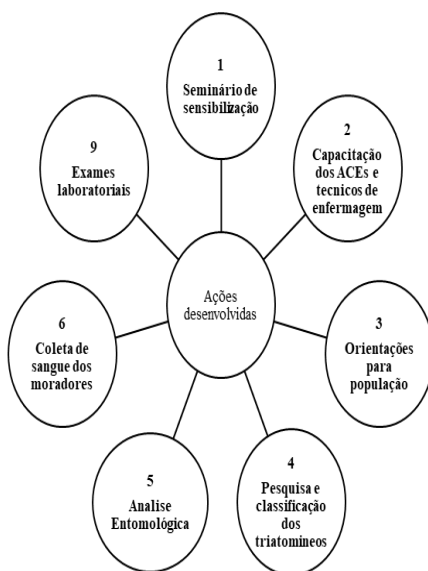 1
Seminário de
sensibilização
2
Capacitação
dos ACEs e
tecnicos de
enfermagem
3
Orientações
para
população
4
Pesquisa e
classificação
dos
triatomineos
5
Analise
Entomológica
6
Coleta de
sangue dos
moradores
9
Exames
laboratoriais
Ações
desenvolvidas